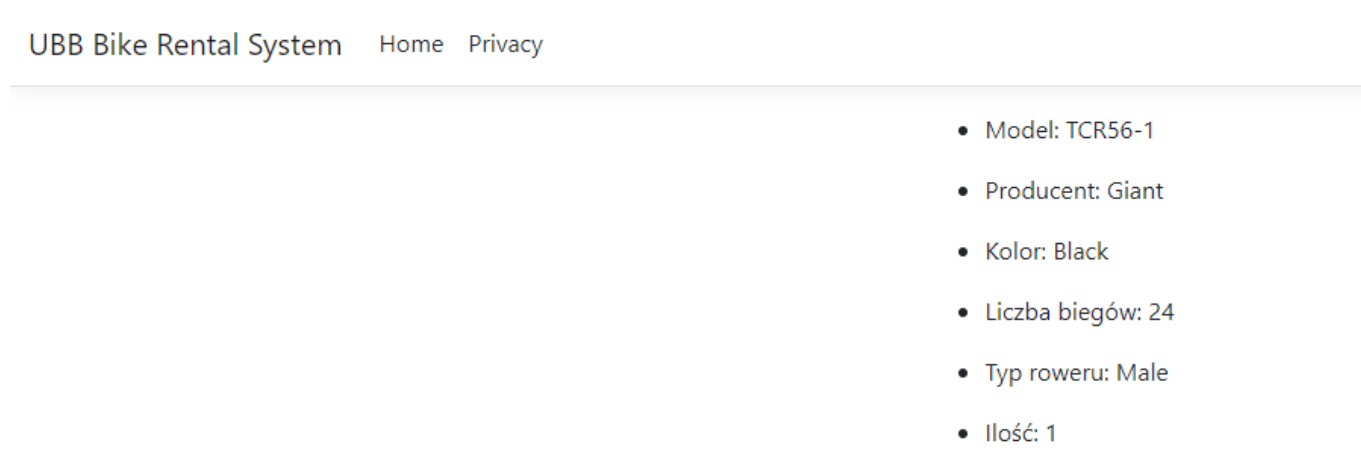 UBB Bike Rental System Home Privacy
• Model: TCR56-1
• Producent: Giant
• Kolor: Black
• Liczba biegów: 24
• Typ roweru: Male
• Ilość: 1